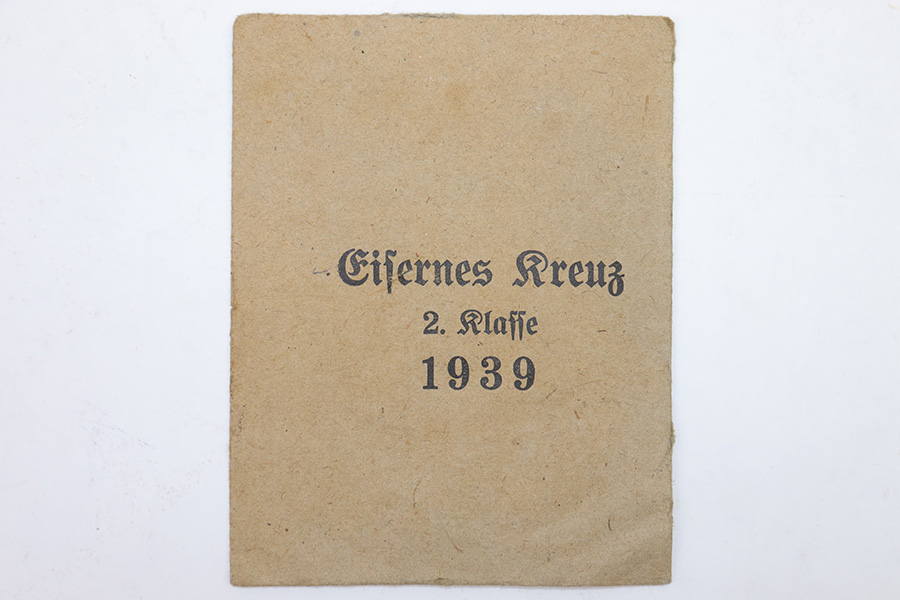 Eiſernes Kreuz
2. Klaſſe
1939